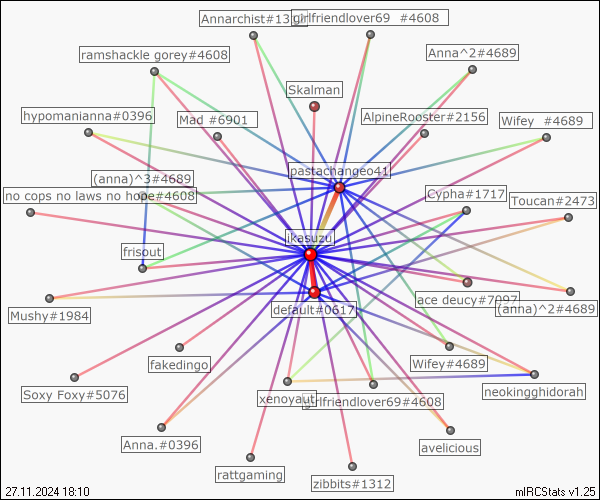 Annarchist#13
girlfriendlover69 #4608
ramshackle gorey#4608
Anna^2#4689
Skalman
hypomanianna#0396
Mad #6901
AlpineRooster#2156
Wifey #4689
pastachangeo41
(anna)^3#4689
no cops no laws no hope#4608
Cypha#1717
Toucan#2473
ikasuzu
frisout
ace deucy#7097
(anna)^2#4689
Mushy#1984
default#0617
fakedingo
Wifey#4689
Soxy Foxy#5076
xenoyaut
girlfriendlover69#4608
neokingghidorah
Anna.#0396
avelicious
rattgaming
zibbits#1312
27.11.2024 18:10
mIRCStats v1.25